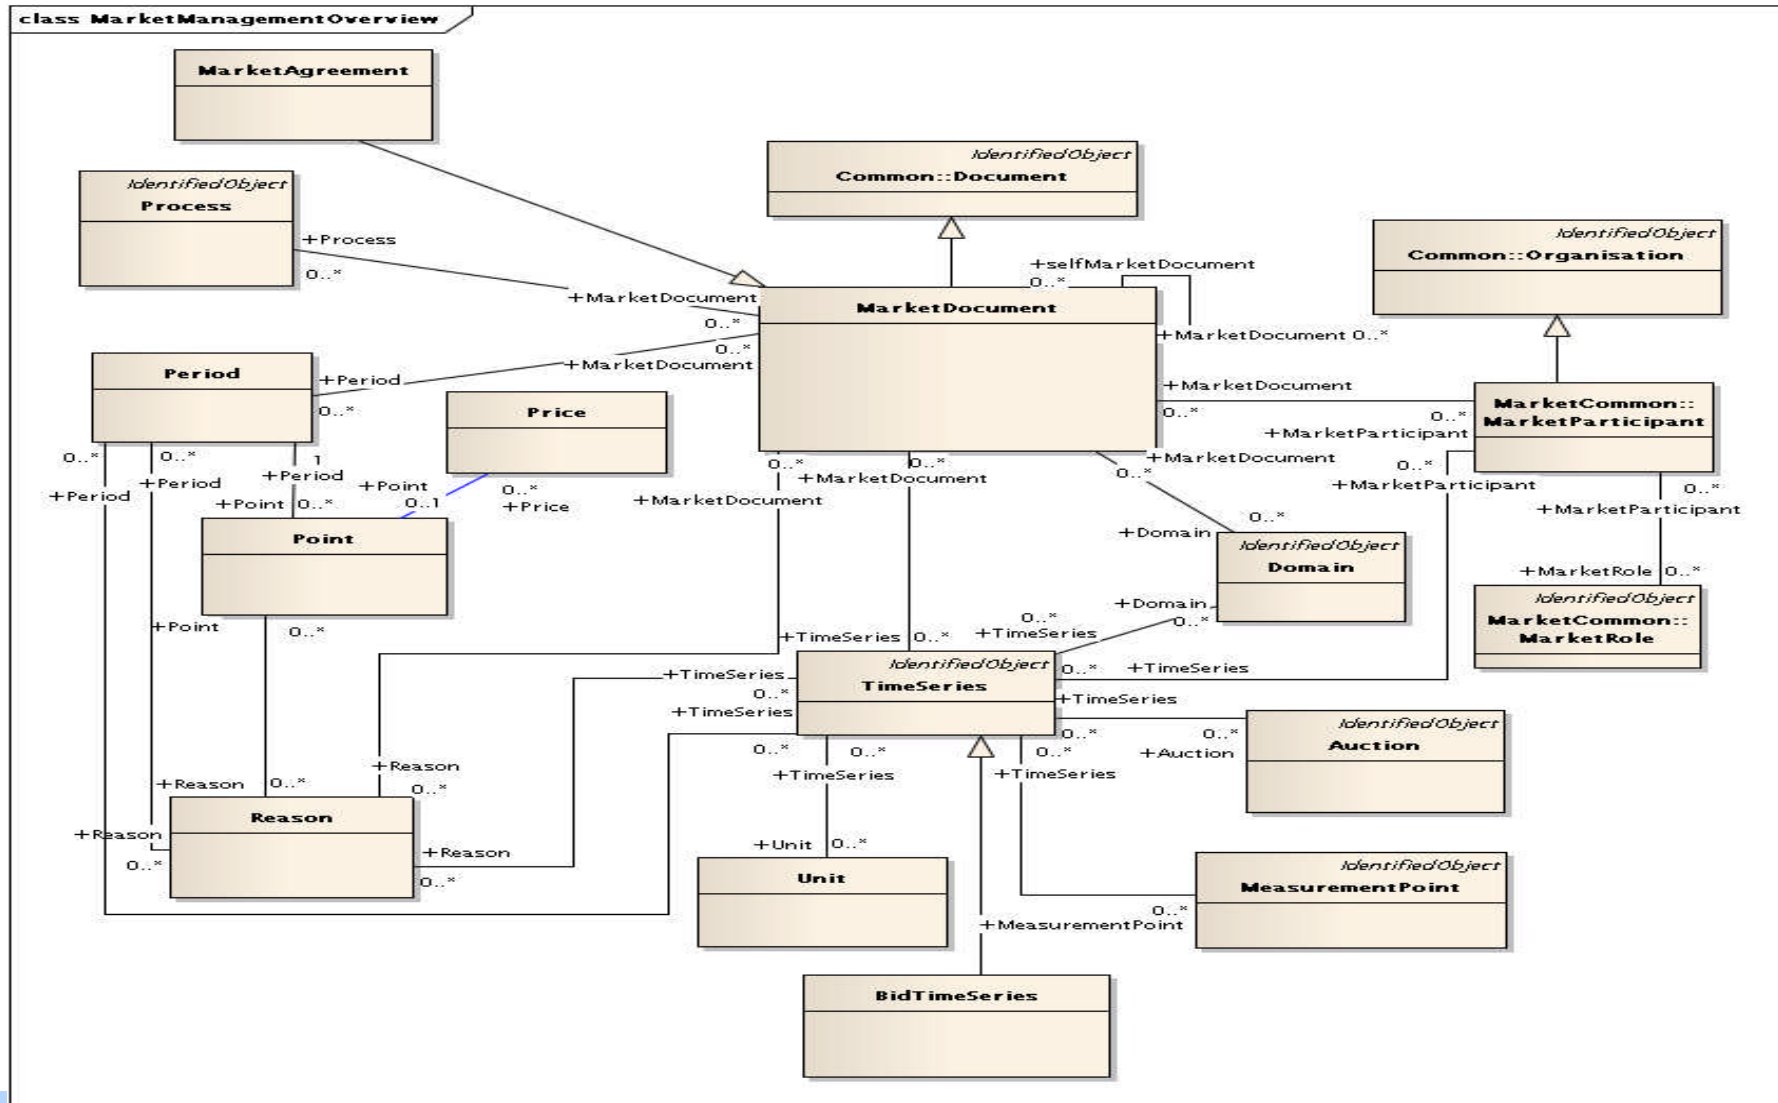 class MarketManagementOverview
MarketAgreement
IdentifiedObject
Process
IdentifiedObject
Common::Document
IdentifiedObject
Common::Organisation
+Process
0..*
+MarketDocument
0..*
+selfMarketDocument
0..*
MarketDocument
+MarketDocument 0..*
0..*
+MarketDocument
Period
+Period
0..*
Price
+MarketDocument
0..*
0..*
+MarketParticipant
MarketCommon::
MarketParticipant
0..*
+Period
0..*
+Period
1
+Period
+Point
0..1
0..*
+Price
+Point
0..*
0..*
+MarketDocument
0..*
+MarketDocument
+MarketDocument
0..*
0..*
+MarketParticipant
0..*
+MarketParticipant
Point
+Domain
0..*
IdentifiedObject
Domain
+MarketRole
0..*
IdentifiedObject
MarketCommon::
MarketRole
+Domain
0..*
0..*
+TimeSeries
+Point
0..*
+TimeSeries
0..*
IdentifiedObject
TimeSeries
+TimeSeries
0..*
+TimeSeries
0..*
0..*
+TimeSeries
+TimeSeries
0..*
0..*
+Auction
IdentifiedObject
Auction
0..*
+TimeSeries
0..*
+TimeSeries
+Reason
0..*
+Reason
0..*
Reason
+Reason
0..*
+Reason
0..*
+Unit
0..*
Unit
IdentifiedObject
MeasurementPoint
0..*
+MeasurementPoint
BidTimeSeries